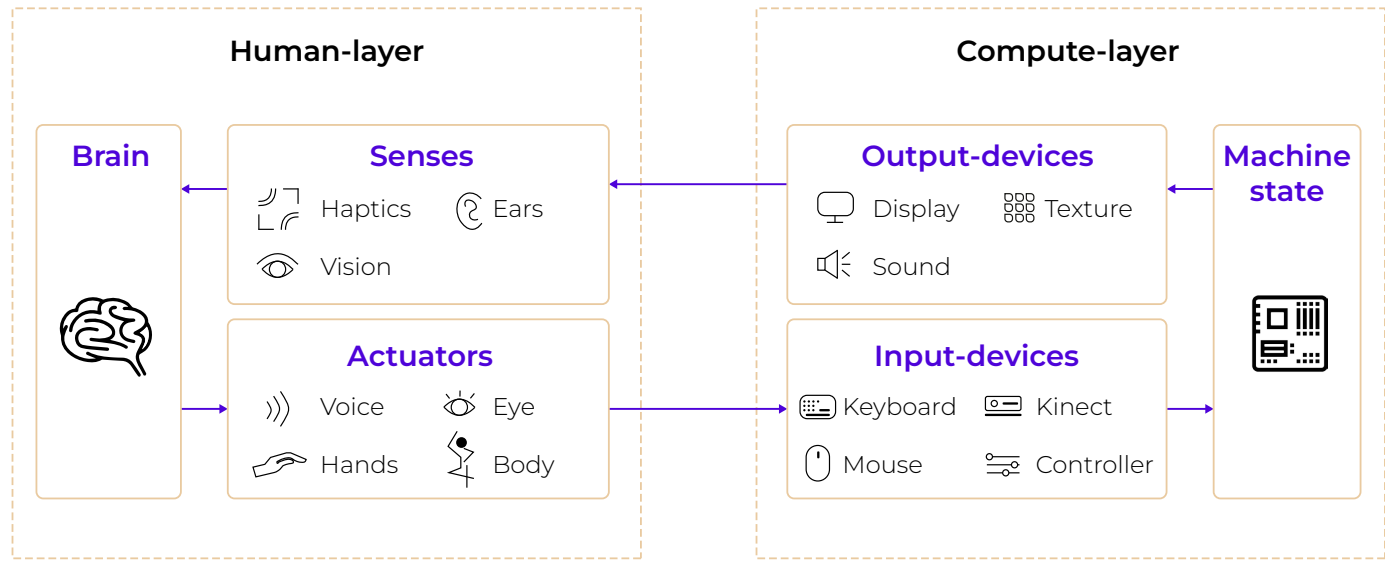 Human-layer
Brain
Senses
Haptics
Ears
Vision
Actuators
Voice
Eye
Hands
Body
Compute-layer
Output-devices
Display
Texture
Sound
Input-devices
Keyboard
Kinect
Mouse
Controller
Machine
state